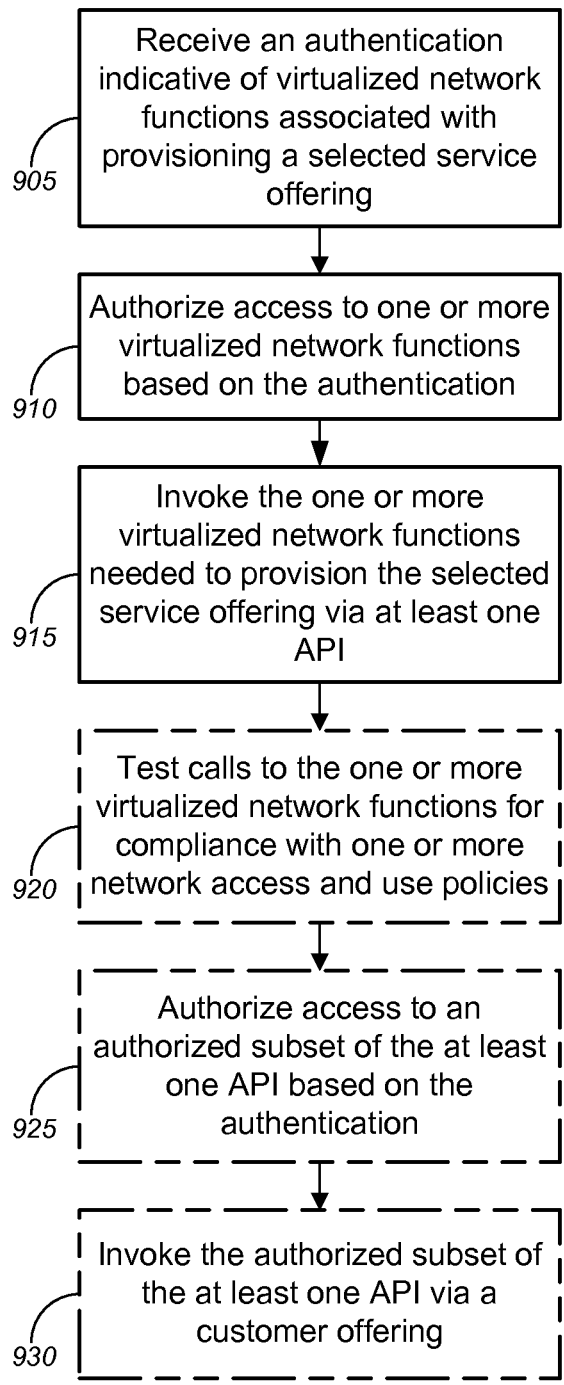 Receive an authentication
indicative of virtualized network
functions associated with
provisioning a selected service
offering
905
Authorize access to one or more
virtualized network functions
based on the authentication
910
Invoke the one or more
virtualized network functions
needed to provision the selected
service offering via at least one
API
915
Test calls to the one or more
virtualized network functions for
compliance with one or more
network access and use policies
920
Authorize access to an
authorized subset of the at least
one API based on the
authentication
925
Invoke the authorized subset of
the at least one API via a
customer offering
930